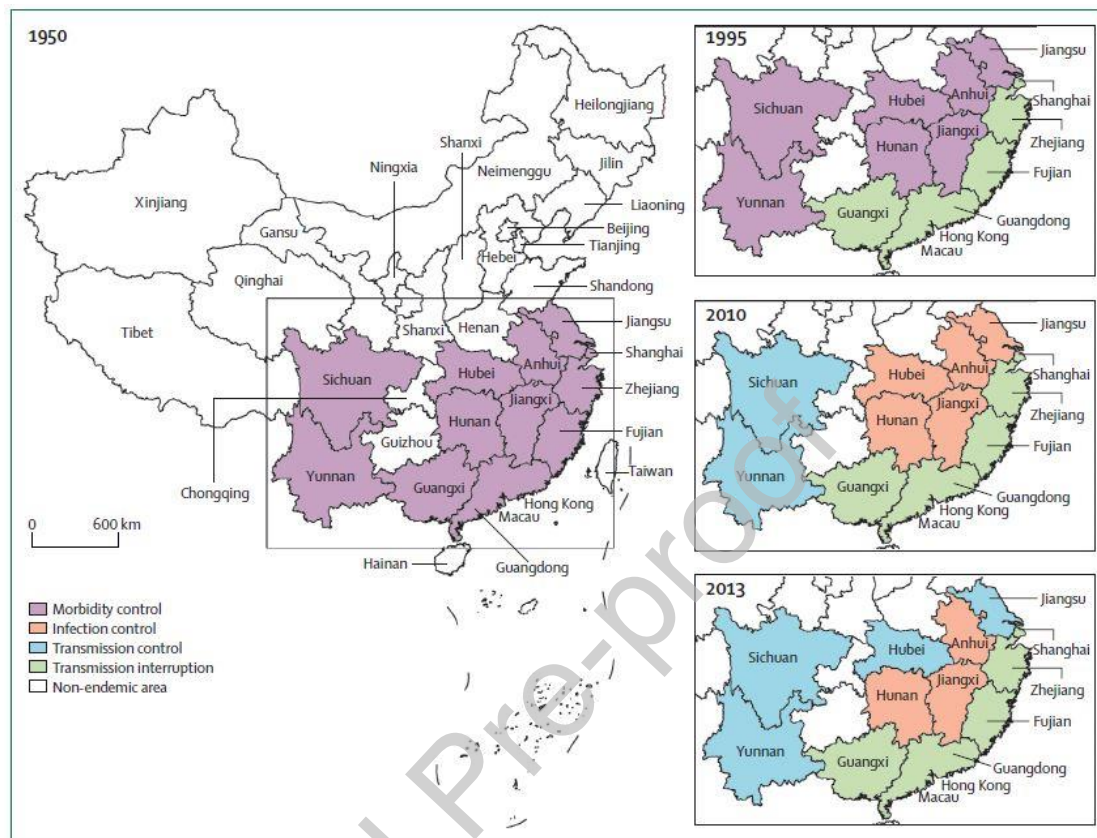 1950
Heilongjiang
Shanxi
Jilin
Ningxia
Neimenggu
Liaoning
Xinjiang
Beijing
Gansu
Tianjing
Hebei
Qinghai
Shandong
Tibet
Shanxi
Henan
Jiangsu
Anhui
Shanghai
Sichuan
Hubei
Zhejiang
Jiangxi
Hunan
Fujian
Guizhou
Yunnan
Taiwan
Chongqing
Guangxi
Hong Kong
Macau
0 600 km
Hainan
Guangdong
Morbidity control
Infection control
Transmission control
Transmission interruption
Non-endemic area
1995
Jiangsu
Anhui
Hubei
Shanghai
Sichuan
Jiangxi
Hunan
Zhejiang
Fujian
Yunnan
Guangxi
Guangdong
Hong Kong
Macau
2010
Jiangsu
Anhui
Hubei
Shanghai
Sichuan
Jiangxi
Hunan
Zhejiang
Fujian
Yunnan
Guangxi
Guangdong
Hong Kong
Macau
2013
Jiangsu
Anhui
Hubei
Shanghai
Sichuan
Jiangxi
Hunan
Zhejiang
Fujian
Yunnan
Guangxi
Guangdong
Hong Kong
Macau
Pre-proof